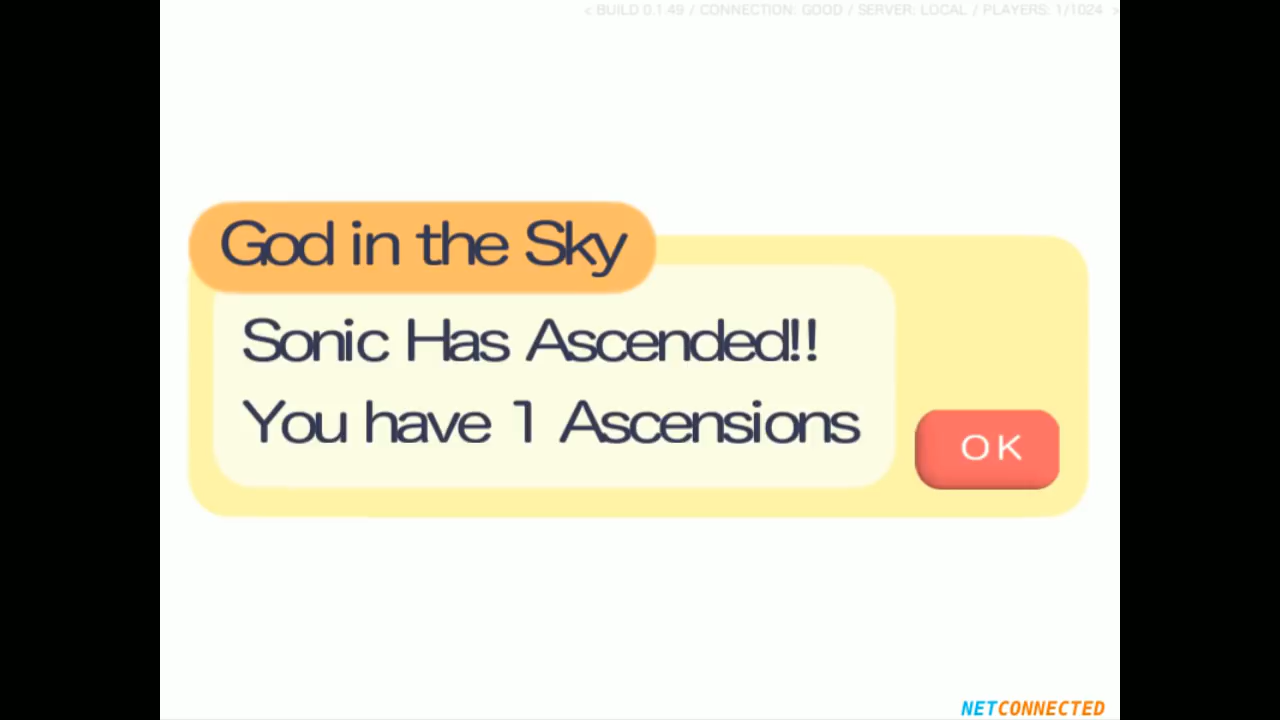 < BUILD 0.1.49 / CONNECTION: GOOD / SERVER: LOCAL / PLAYERS: 1/1024 >
God in the Sky
Sonic Has Ascended!!
You have 1 Ascensions
OK
NETCONNECTED